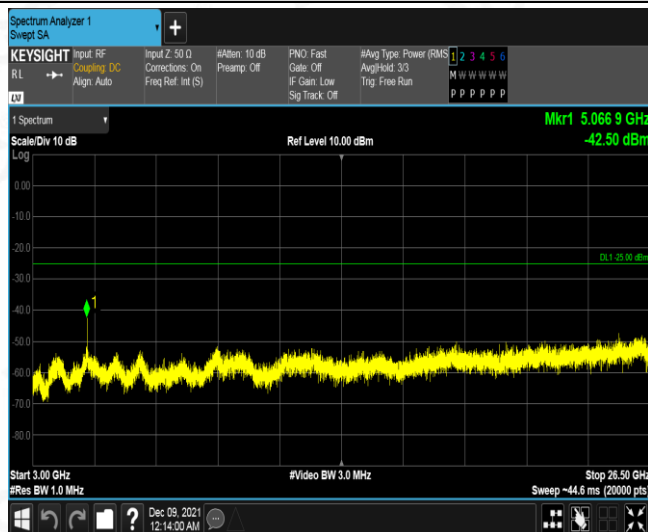 Spectrum Analyzer 1
Swept SA
+
KEYSIGHT Input: RF Input Z: 50 Ω #Atten: 10 dB PNO: Fast #Avg Type: Power (RMS 1 2 3 4 5 6
RL Coupling: DC Corrections: On Preamp: Off Gate: Off Avg|Hold: 3/3 M W W W W W
Align: Auto Freq Ref: Int (S) IF Gain: Low Trig: Free Run
LXI Sig Track: Off P P P P P P
1 Spectrum Mkr1 5.066 9 GHz
Scale/Div 10 dB Ref Level 10.00 dBm -42.50 dBm
Log
0.00
-10.0
-20.0
DL1 -25.00 dBm
-30.0
1
-40.0
-50.0
-60.0
-70.0
-80.0
Start 3.00 GHz #Video BW 3.0 MHz Stop 26.50 GHz
#Res BW 1.0 MHz Sweep ~44.6 ms (20000 pts)
? Dec 09, 2021
12:14:00 AM